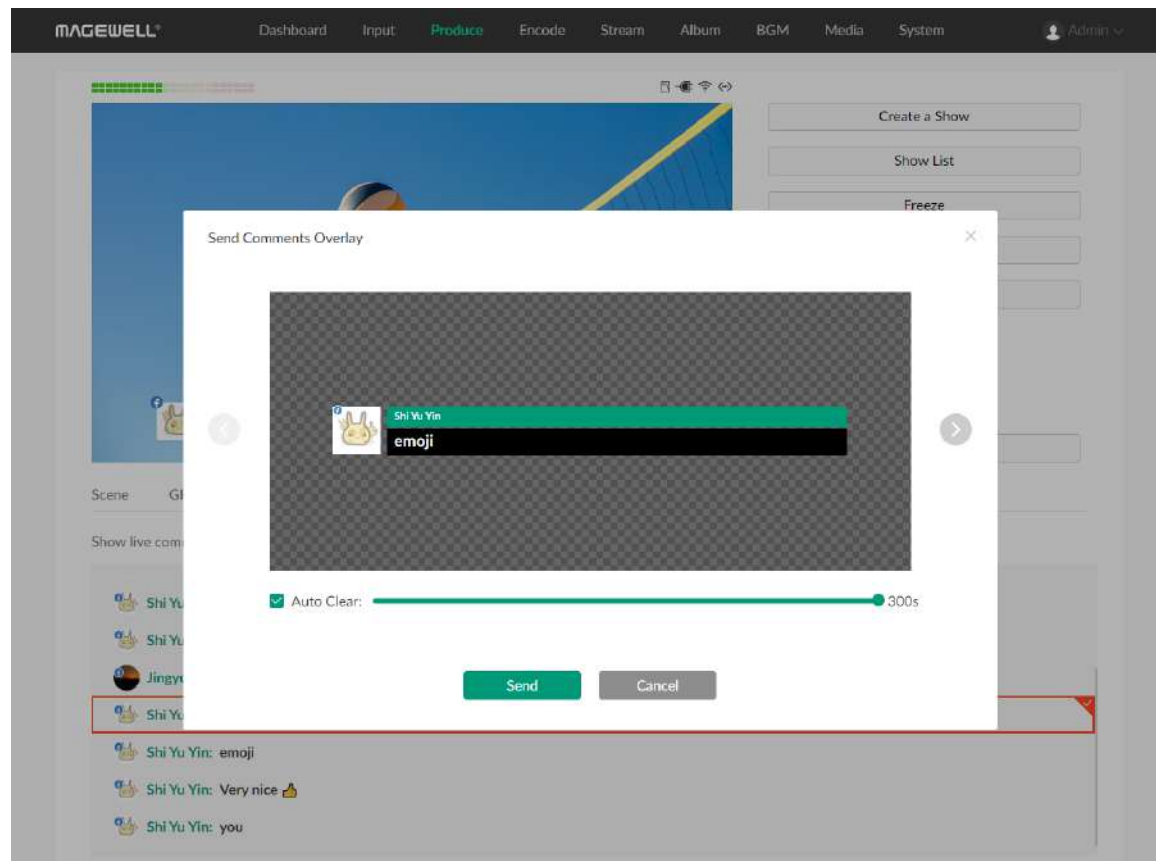 MAGEWELL
Dashboard Input Produce Encode Stream Album BGM Media System Admin
Create a Show
Show List
Freeze
Send Comments Overlay
Shi Yu Yin
emoji
Scene
Show live com
Auto Clear: 300s
Shi Yu
Shi Yu
Jingyu
Send Cancel
Shi Yu
Shi Yu Yin: emoji
Shi Yu Yin: Very nice 👍
Shi Yu Yin: you